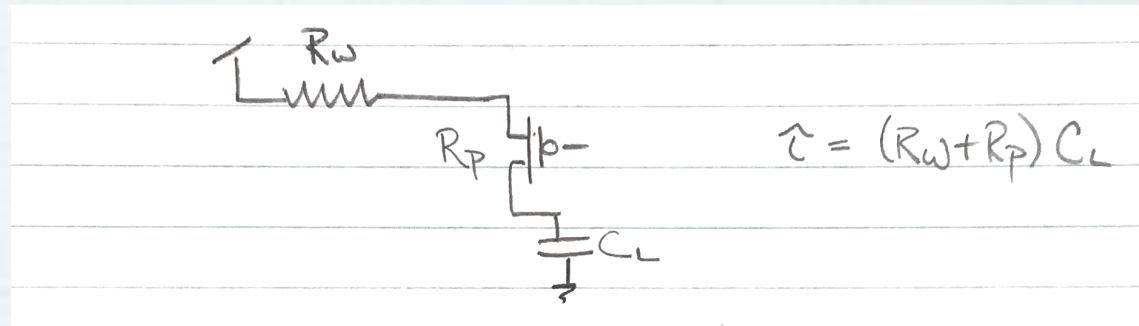 Rw
Rp
τ = (Rw+Rp) CL
CL